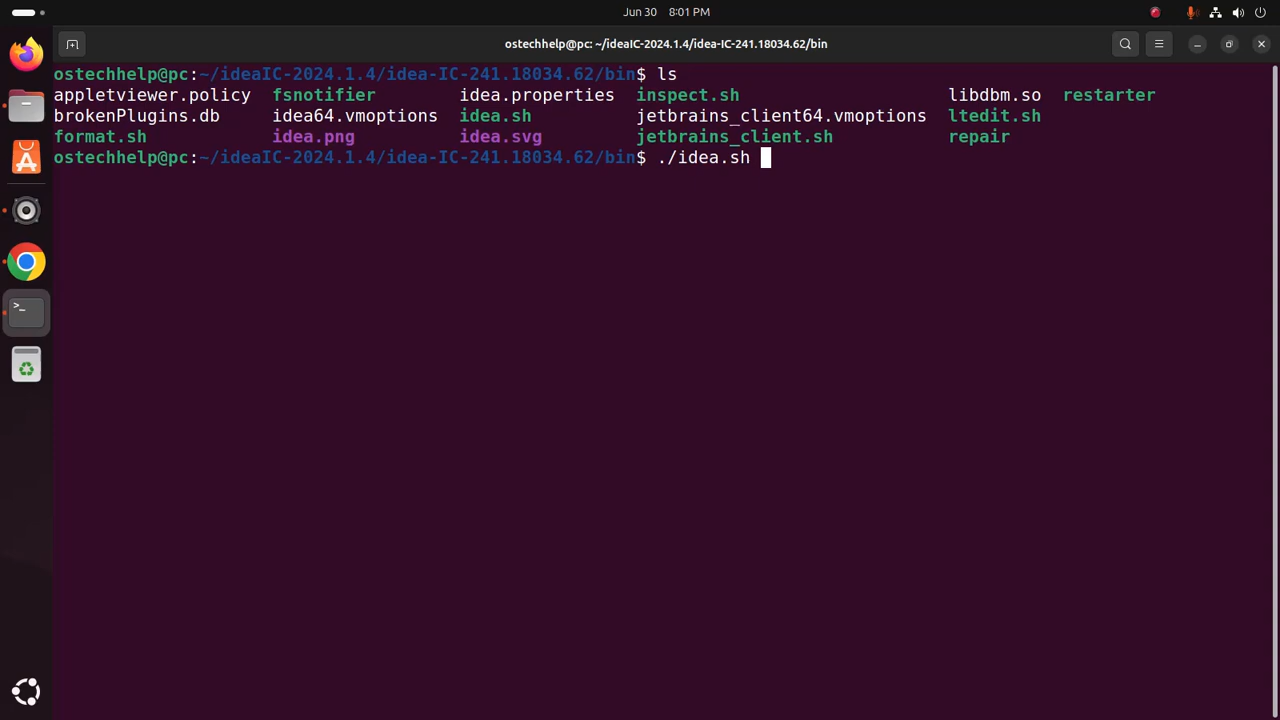 Jun 30 8:01 PM
ostechhelp@pc: ~/ideaIC-2024.1.4/idea-IC-241.18034.62/bin
ostechhelp@pc:~/ideaIC-2024.1.4/idea-IC-241.18034.62/bin$ ls
appletviewer.policy fsnotifier idea.properties inspect.sh libdbm.so restarter
brokenPlugins.db idea64.vmoptions idea.sh jetbrains_client64.vmoptions ltedit.sh
format.sh idea.png idea.svg jetbrains_client.sh repair
ostechhelp@pc:~/ideaIC-2024.1.4/idea-IC-241.18034.62/bin$ ./idea.sh